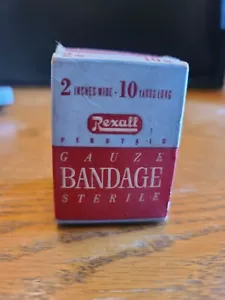 2 INCHES WIDE - 10 YARDS LONG
Rexall
GAUZE
BANDAGE
STERILE